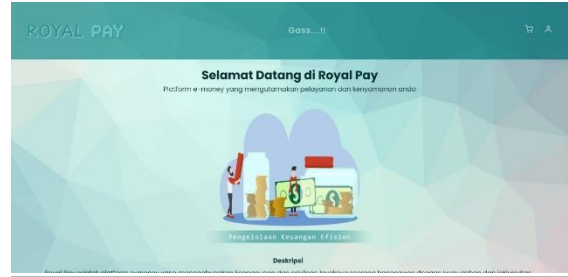 ROYAL PAY
Gass....!!
Selamat Datang di Royal Pay
Platform e-money yang mengutamakan pelayanan dan kenyamanan anda
Pengelolaan Keuangan Efisien
Deskripsi